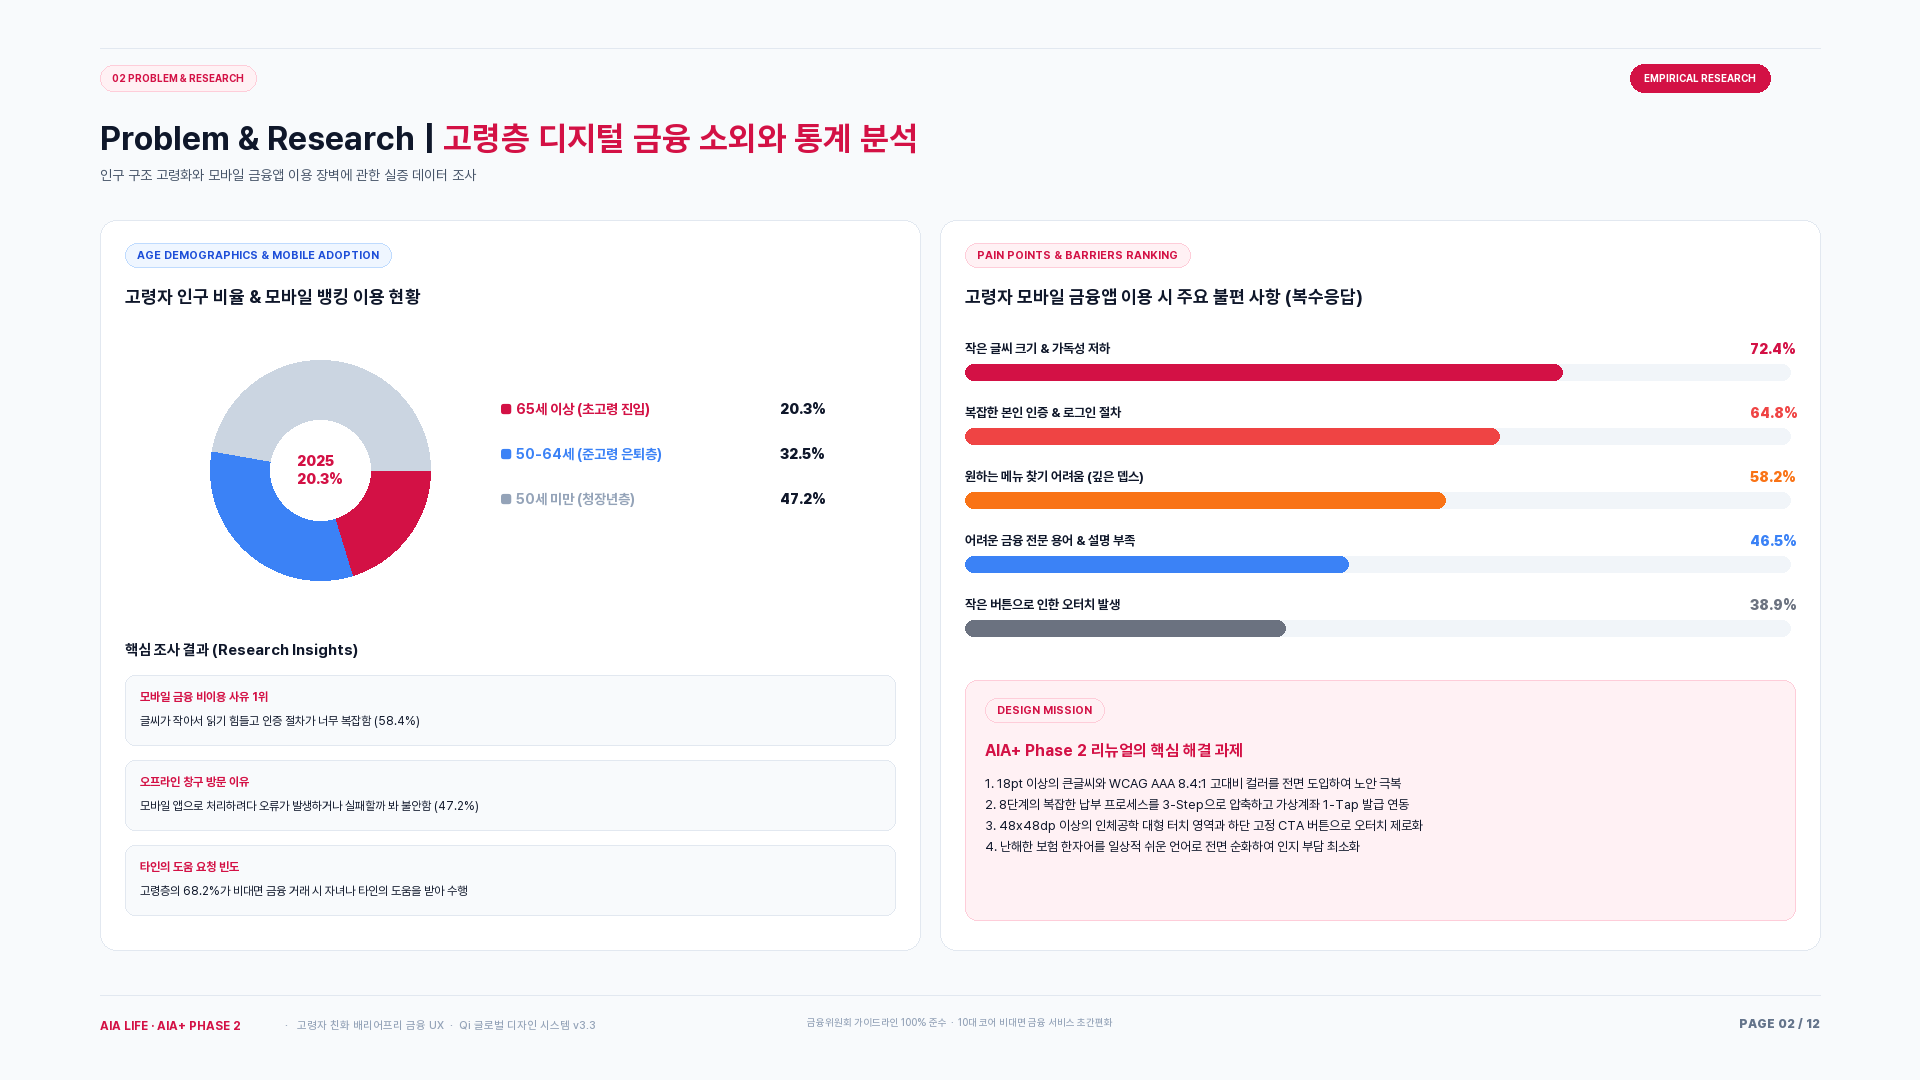 02 PROBLEM & RESEARCH
EMPIRICAL RESEARCH
Problem & Research | 고령층 디지털 금융 소외와 통계 분석
인구 구조 고령화와 모바일 금융앱 이용 장벽에 관한 실증 데이터 조사
AGE DEMOGRAPHICS & MOBILE ADOPTION
고령자 인구 비율 & 모바일 뱅킹 이용 현황
2025
20.3%
65세 이상 (초고령 진입) 20.3%
50-64세 (준고령 은퇴층) 32.5%
50세 미만 (청장년층) 47.2%
핵심 조사 결과 (Research Insights)
모바일 금융 비이용 사유 1위
글씨가 작아서 읽기 힘들고 인증 절차가 너무 복잡함 (58.4%)
오프라인 창구 방문 이유
모바일 앱으로 처리하려다 오류가 발생하거나 실패할까 봐 불안함 (47.2%)
타인의 도움 요청 빈도
고령층의 68.2%가 비대면 금융 거래 시 자녀나 타인의 도움을 받아 수행
PAIN POINTS & BARRIERS RANKING
고령자 모바일 금융앱 이용 시 주요 불편 사항 (복수응답)
작은 글씨 크기 & 가독성 저하 72.4%
복잡한 본인 인증 & 로그인 절차 64.8%
원하는 메뉴 찾기 어려움 (깊은 뎁스) 58.2%
어려운 금융 전문 용어 & 설명 부족 46.5%
작은 버튼으로 인한 오터치 발생 38.9%
DESIGN MISSION
AIA+ Phase 2 리뉴얼의 핵심 해결 과제
1. 18pt 이상의 큰글씨와 WCAG AAA 8.4:1 고대비 컬러를 전면 도입하여 노안 극복
2. 8단계의 복잡한 납부 프로세스를 3-Step으로 압축하고 가상계좌 1-Tap 발급 연동
3. 48x48dp 이상의 인체공학 대형 터치 영역과 하단 고정 CTA 버튼으로 오터치 제로화
4. 난해한 보험 한자어를 일상적 쉬운 언어로 전면 순화하여 인지 부담 최소화
AIA LIFE · AIA+ PHASE 2 · 고령자 친화 배리어프리 금융 UX · Qi 글로벌 디자인 시스템 v3.3
금융위원회 가이드라인 100% 준수 · 10대 코어 비대면 금융 서비스 초간편화
PAGE 02 / 12